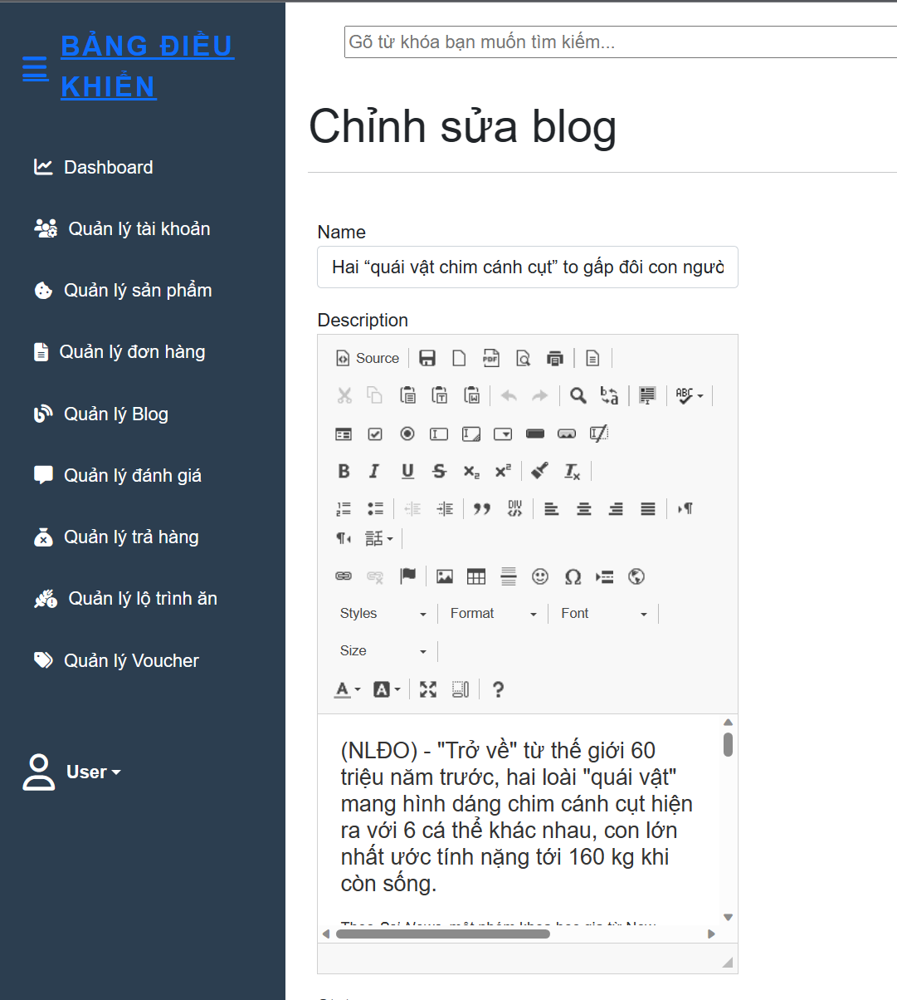 BẢNG ĐIỀU
KHIỂN
Dashboard
Quản lý tài khoản
Quản lý sản phẩm
Quản lý đơn hàng
Quản lý Blog
Quản lý đánh giá
Quản lý trả hàng
Quản lý lộ trình ăn
Quản lý Voucher
User
Gõ từ khóa bạn muốn tìm kiếm...
Chỉnh sửa blog
Name
Hai “quái vật chim cánh cụt” to gấp đôi con ngườ
Description
Source
Styles Format Font
Size
(NLĐO) - "Trở về" từ thế giới 60
triệu năm trước, hai loài "quái vật"
mang hình dáng chim cánh cụt hiện
ra với 6 cá thể khác nhau, con lớn
nhất ước tính nặng tới 160 kg khi
còn sống.